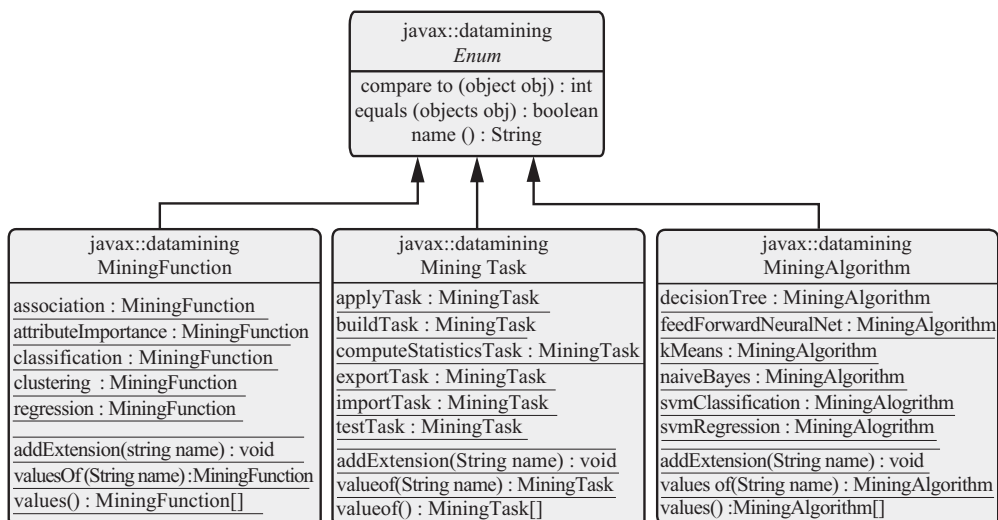 javax::datamining
Enum
compare to (object obj) : int
equals (objects obj) : boolean
name () : String
javax::datamining
MiningFunction
association : MiningFunction
attributeImportance : MiningFunction
classification : MiningFunction
clustering : MiningFunction
regression : MiningFunction
addExtension(string name) : void
valuesOf (String name) :MiningFunction
values() : MiningFunction[]
javax::datamining
Mining Task
applyTask : MiningTask
buildTask : MiningTask
computeStatisticsTask : MiningTask
exportTask : MiningTask
importTask : MiningTask
testTask : MiningTask
addExtension(String name) : void
valueof(String name) : MiningTask
valueof() : MiningTask[]
javax::datamining
MiningAlgorithm
decisionTree : MiningAlgorithm
feedForwardNeuralNet : MiningAlgorithm
kMeans : MiningAlgorithm
naiveBayes : MiningAlgorithm
svmClassification : MiningAlogrithm
svmRegression : MiningAlogrithm
addExtension(String name) : void
values of(String name) : MiningAlgorithm
values() :MiningAlgorithm[]